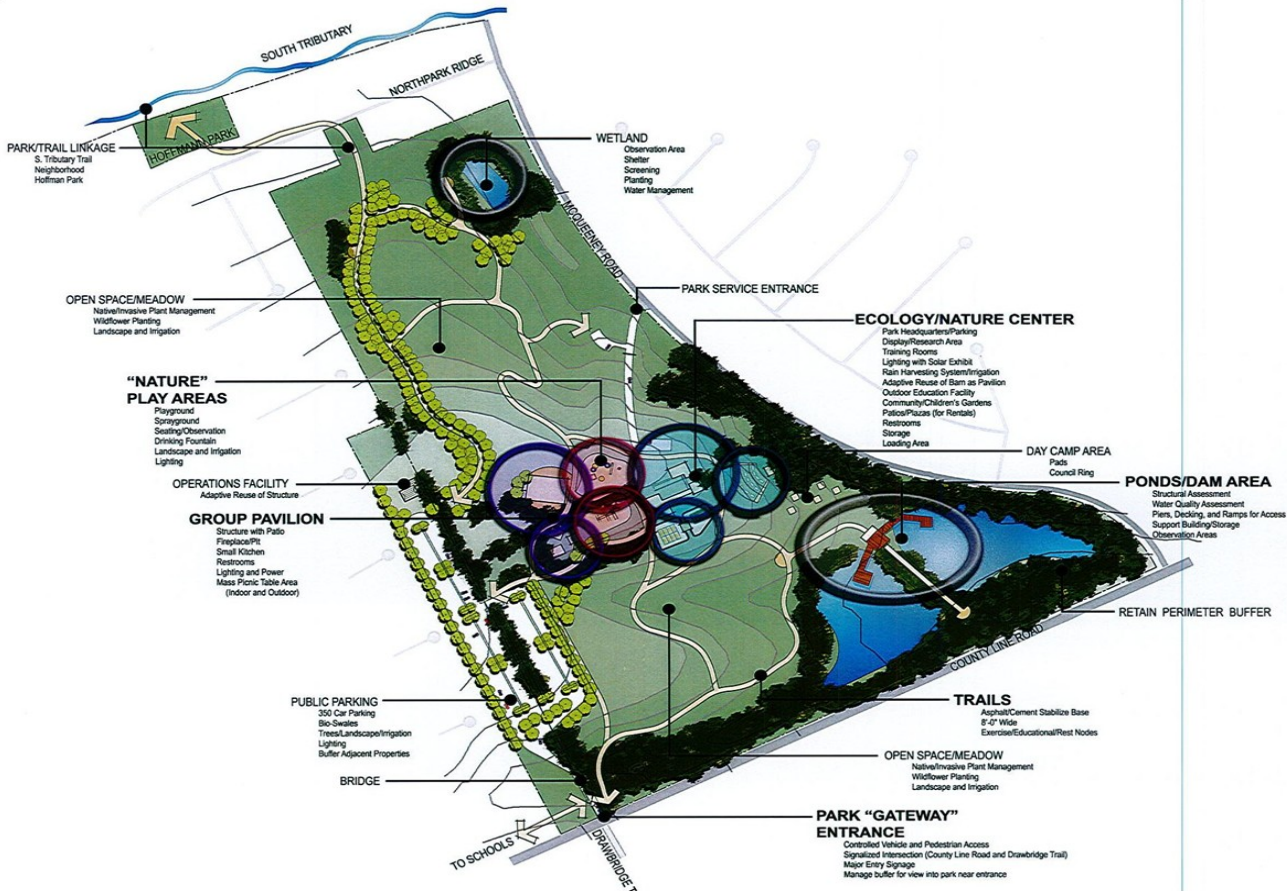 SOUTH TRIBUTARY
NORTHPARK RIDGE
HOFFMANN PARK
PARK/TRAIL LINKAGE
S. Tributary Trail
Neighborhood
Hoffman Park
WETLAND
Observation Area
Shelter
Screening
Planting
Water Management
MCQUEENEY ROAD
PARK SERVICE ENTRANCE
OPEN SPACE/MEADOW
Native/Invasive Plant Management
Wildflower Planting
Landscape and Irrigation
ECOLOGY/NATURE CENTER
Park Headquarters/Parking
Display/Research Area
Training Rooms
Lighting with Solar Exhibit
Rain Harvesting System/Irrigation
Adaptive Reuse of Barn as Pavilion
Outdoor Education Facility
Community/Children's Gardens
Patios/Plazas (for Rentals)
Restrooms
Storage
Loading Area
"NATURE"
PLAY AREAS
Playground
Sprayground
Seating/Observation
Drinking Fountain
Landscape and Irrigation
Lighting
DAY CAMP AREA
Pads
Council Ring
OPERATIONS FACILITY
Adaptive Reuse of Structure
PONDS/DAM AREA
Structural Assessment
Water Quality Assessment
Piers, Decking, and Ramps for Access
Support Building/Storage
Observation Areas
GROUP PAVILION
Structure with Patio
Fireplace/Pit
Small Kitchen
Restrooms
Lighting and Power
Mass Picnic Table Area
(Indoor and Outdoor)
RETAIN PERIMETER BUFFER
COUNTY LINE ROAD
PUBLIC PARKING
350 Car Parking
Bio-Swales
Trees/Landscape/Irrigation
Lighting
Buffer Adjacent Properties
TRAILS
Asphalt/Cement Stabilize Base
8'-0" Wide
Exercise/Educational/Rest Nodes
OPEN SPACE/MEADOW
Native/Invasive Plant Management
Wildflower Planting
Landscape and Irrigation
BRIDGE
PARK "GATEWAY"
ENTRANCE
Controlled Vehicle and Pedestrian Access
Signalized Intersection (County Line Road and Drawbridge Trail)
Major Entry Signage
Manage buffer for view into park near entrance
TO SCHOOLS
DRAWBRIDGE T